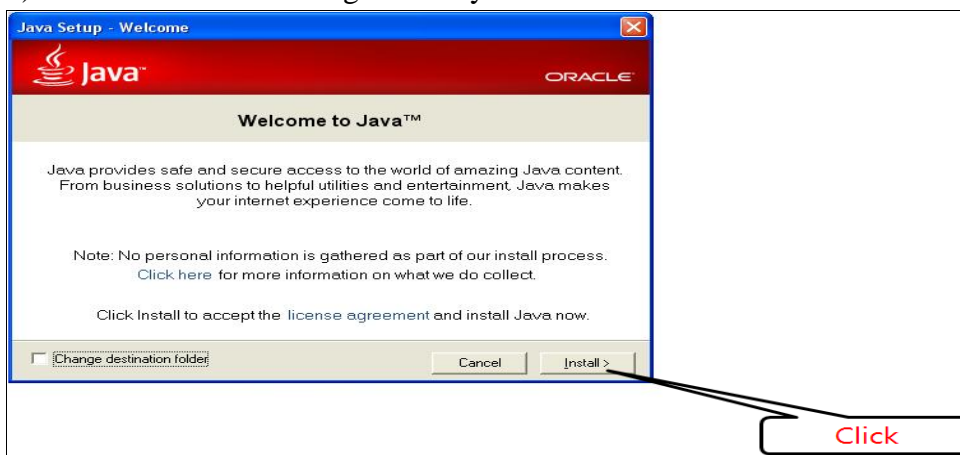 Java Setup - Welcome
Java™
ORACLE
Welcome to Java™
Java provides safe and secure access to the world of amazing Java content.
From business solutions to helpful utilities and entertainment, Java makes
your internet experience come to life.
Note: No personal information is gathered as part of our install process.
Click here for more information on what we do collect.
Click Install to accept the license agreement and install Java now.
Change destination folder
Cancel
Install >
Click